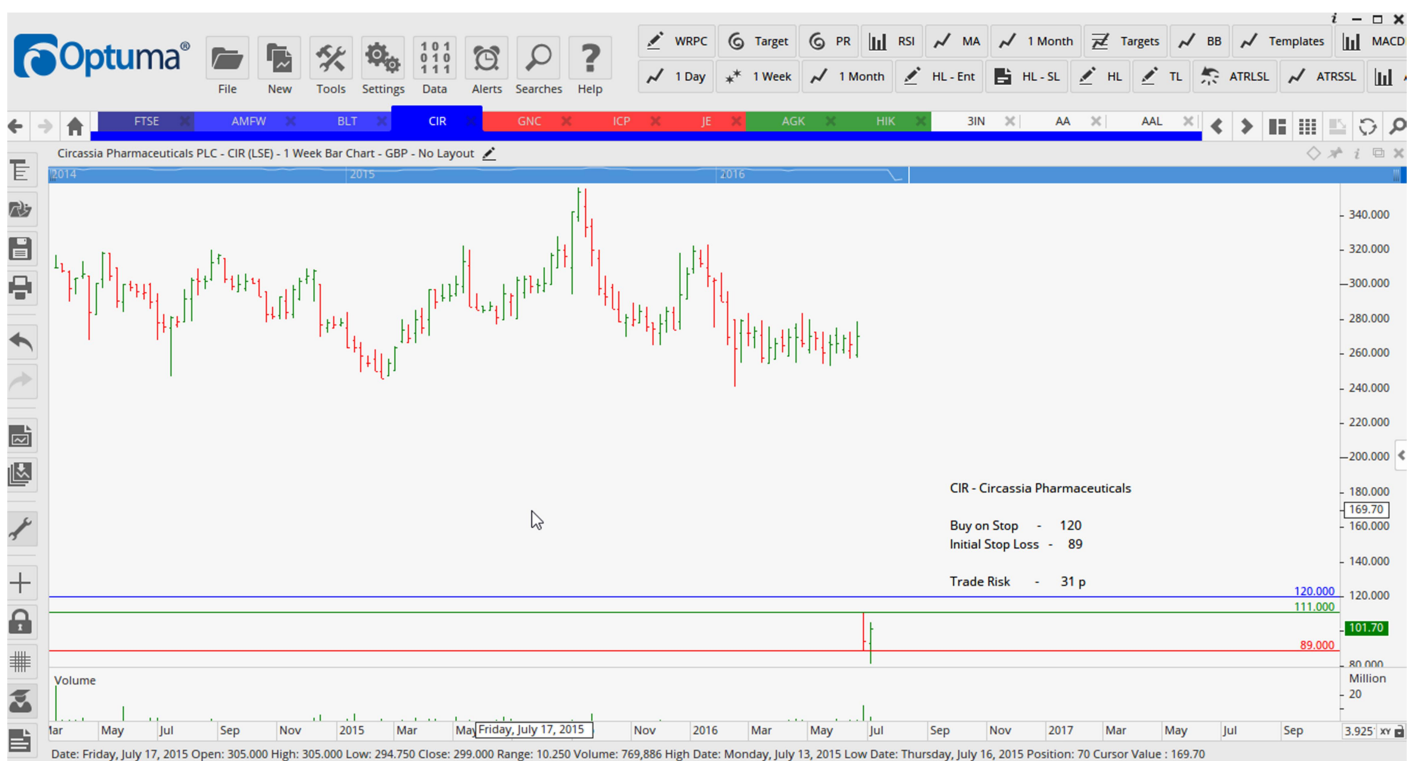 Optuma®
File
New
Tools
Settings
101
010
111
Data
Alerts
Searches
Help
WRPC
Target
PR
RSI
MA
1 Month
Targets
BB
Templates
MACD
1 Day
1 Week
1 Month
HL - Ent
HL - SL
HL
TL
ATRLSL
ATRSSL
FTSE
AMFW
BLT
CIR
GNC
ICP
JE
AGK
HIK
3IN
AA
AAL
Circassia Pharmaceuticals PLC - CIR (LSE) - 1 Week Bar Chart - GBP - No Layout
2014
2015
2016
340.000
320.000
300.000
280.000
260.000
240.000
220.000
200.000
180.000
169.70
160.000
140.000
120.000
101.70
80.000
CIR - Circassia Pharmaceuticals
Buy on Stop - 120
Initial Stop Loss - 89
Trade Risk - 31 p
120.000
111.000
89.000
Volume
Million
20
Mar May Jul Sep Nov 2015 Mar May Friday, July 17, 2015 Nov 2016 Mar May Jul Sep Nov 2017 Mar May Jul Sep 3.925 XY
Date: Friday, July 17, 2015 Open: 305.000 High: 305.000 Low: 294.750 Close: 299.000 Range: 10.250 Volume: 769,886 High Date: Monday, July 13, 2015 Low Date: Thursday, July 16, 2015 Position: 70 Cursor Value : 169.70